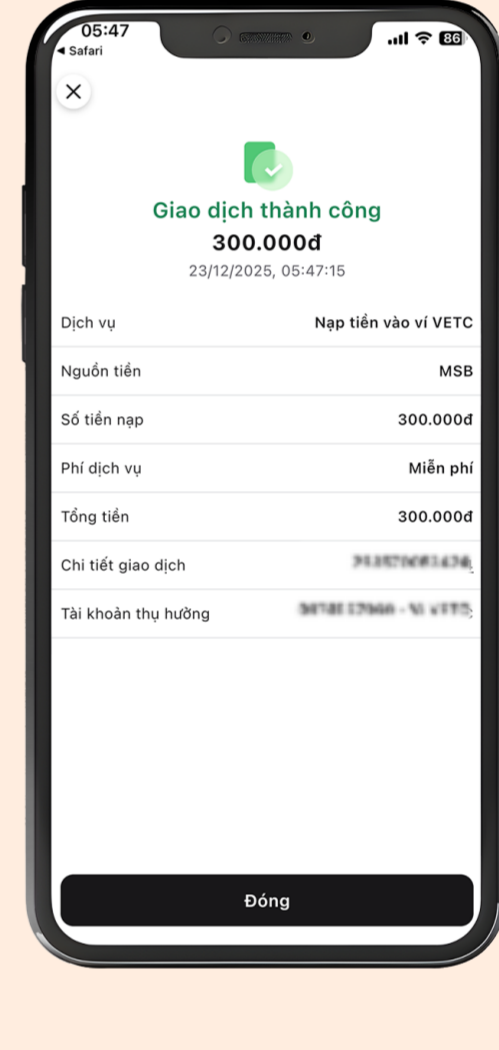 05:47
86
◀ Safari
Giao dịch thành công
300.000đ
23/12/2025, 05:47:15
Dịch vụ Nạp tiền vào ví VETC
Nguồn tiền MSB
Số tiền nạp 300.000đ
Phí dịch vụ Miễn phí
Tổng tiền 300.000đ
Chi tiết giao dịch
Tài khoản thụ hưởng
Đóng